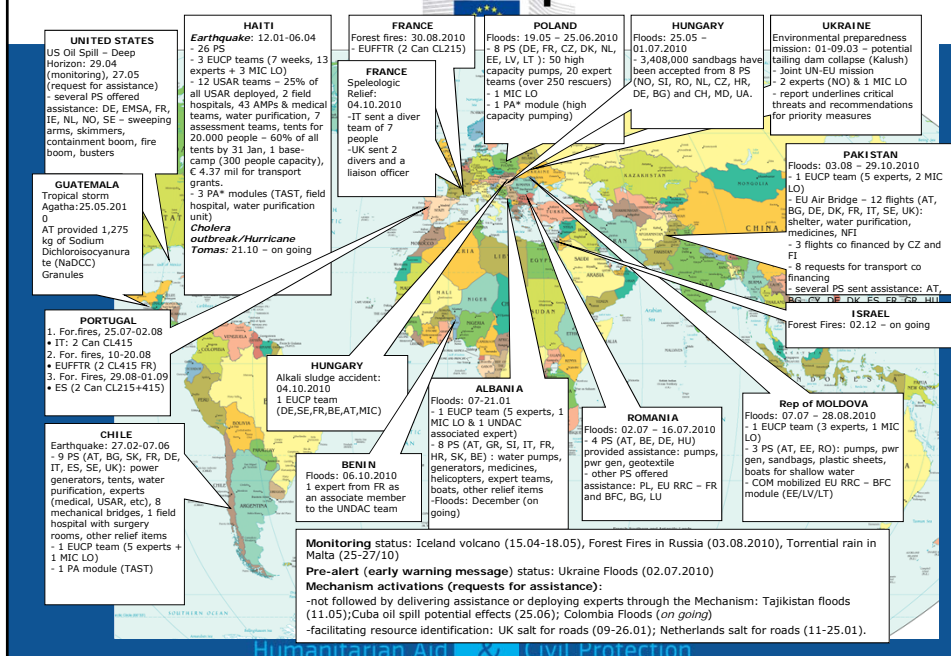 UNITED STATES
US Oil Spill – Deep
Horizon: 29.04
(monitoring), 27.05
(request for assistance)
- several PS offered
assistance: DE, EMSA, FR,
IE, NL, NO, SE – sweeping
arms, skimmers,
containment boom, fire
boom, busters
GUATEMALA
Tropical storm
Agatha:25.05.201
0
AT provided 1,275
kg of Sodium
Dichloroisocyanura
te (NaDCC)
Granules
HAITI
Earthquake: 12.01-06.04
- 26 PS
- 3 EUCP teams (7 weeks, 13
experts + 3 MIC LO)
- 12 USAR teams – 25% of
all USAR deployed, 2 field
hospitals, 43 AMPs & medical
teams, water purification, 7
assessment teams, tents for
20.000 people – 60% of all
tents by 31 Jan, 1 base-
camp (300 people capacity),
€ 4.37 mil for transport
grants.
- 3 PA* modules (TAST, field
hospital, water purification
unit)
Cholera
outbreak/Hurricane
Tomas: 21.10 – on going
FRANCE
Forest fires: 30.08.2010
- EUFFTR (2 Can CL215)
FRANCE
Speleologic
Relief:
04.10.2010
-IT sent a diver
team of 7
people
-UK sent 2
divers and a
liaison officer
POLAND
Floods: 19.05 – 25.06.2010
- 8 PS (DE, FR, CZ, DK, NL,
EE, LV, LT ): 50 high
capacity pumps, 20 expert
teams (over 250 rescuers)
- 1 MIC LO
- 1 PA* module (high
capacity pumping)
HUNGARY
Floods: 25.05 –
01.07.2010
- 3,408,000 sandbags have
been accepted from 8 PS
(NO, SI, RO, NL, CZ, HR,
DE, BG) and CH, MD, UA.
UKRAINE
Environmental preparedness
mission: 01-09.03 – potential
tailing dam collapse (Kalush)
- Joint UN-EU mission
- 2 experts (NO) & 1 MIC LO
- report underlines critical
threats and recommendations
for priority measures
PAKISTAN
Floods: 03.08 – 29.10.2010
- 1 EUCP team (5 experts, 2 MIC
LO)
- EU Air Bridge – 12 flights (AT,
BG, DE, DK, FR, IT, SE, UK):
shelter, water purification,
medicines, NFI
- 3 flights co financed by CZ and
FI
- 8 requests for transport co
financing
- several PS sent assistance: AT,
BG CY DE DK ES FR GR HU
ISRAEL
Forest Fires: 02.12 – on going
PORTUGAL
1. For.fires, 25.07-02.08
• IT: 2 Can CL415
2. For. fires, 10-20.08
• EUFFTR (2 CL415 FR)
3. For. Fires, 29.08-01.09
• ES (2 Can CL215+415)
HUNGARY
Alkali sludge accident:
04.10.2010
1 EUCP team
(DE,SE,FR,BE,AT,MIC)
ALBANIA
Floods: 07-21.01
- 1 EUCP team (5 experts, 1
MIC LO & 1 UNDAC
associated expert)
- 8 PS (AT, GR, SI, IT, FR,
HR, SK, BE) : water pumps,
generators, medicines,
helicopters, expert teams,
boats, other relief items
-Floods: December (on
going)
ROMANIA
Floods: 02.07 – 16.07.2010
- 4 PS (AT, BE, DE, HU)
provided assistance: pumps,
pwr gen, geotextile
- other PS offered
assistance: PL, EU RRC – FR
and BFC, BG, LU
Rep of MOLDOVA
Floods: 07.07 – 28.08.2010
- 1 EUCP team (3 experts, 1 MIC
LO)
- 3 PS (AT, EE, RO): pumps, pwr
gen, sandbags, plastic sheets,
boats for shallow water
- COM mobilized EU RRC – BFC
module (EE/LV/LT)
CHILE
Earthquake: 27.02-07.06
- 9 PS (AT, BG, SK, FR, DE,
IT, ES, SE, UK): power
generators, tents, water
purification, experts
(medical, USAR, etc), 8
mechanical bridges, 1 field
hospital with surgery
rooms, other relief items
- 1 EUCP team (5 experts +
1 MIC LO)
- 1 PA module (TAST)
BENIN
Floods: 06.10.2010
1 expert from FR as
an associate member
to the UNDAC team
Monitoring status: Iceland volcano (15.04-18.05), Forest Fires in Russia (03.08.2010), Torrential rain in
Malta (25-27/10)
Pre-alert (early warning message) status: Ukraine Floods (02.07.2010)
Mechanism activations (requests for assistance):
-not followed by delivering assistance or deploying experts through the Mechanism: Tajikistan floods
(11.05);Cuba oil spill potential effects (25.06); Colombia Floods (on going)
-facilitating resource identification: UK salt for roads (09-26.01); Netherlands salt for roads (11-25.01).
KAZAKHSTAN
MONGOLIA
CHINA
EGYPT
SUDAN
NIGER
MALI
NIGERIA
BRAZIL
BOLIVIA
ARGENTINA
COLOMBIA
SOUTHERN OCEAN
Humanitarian Aid & Civil Protection